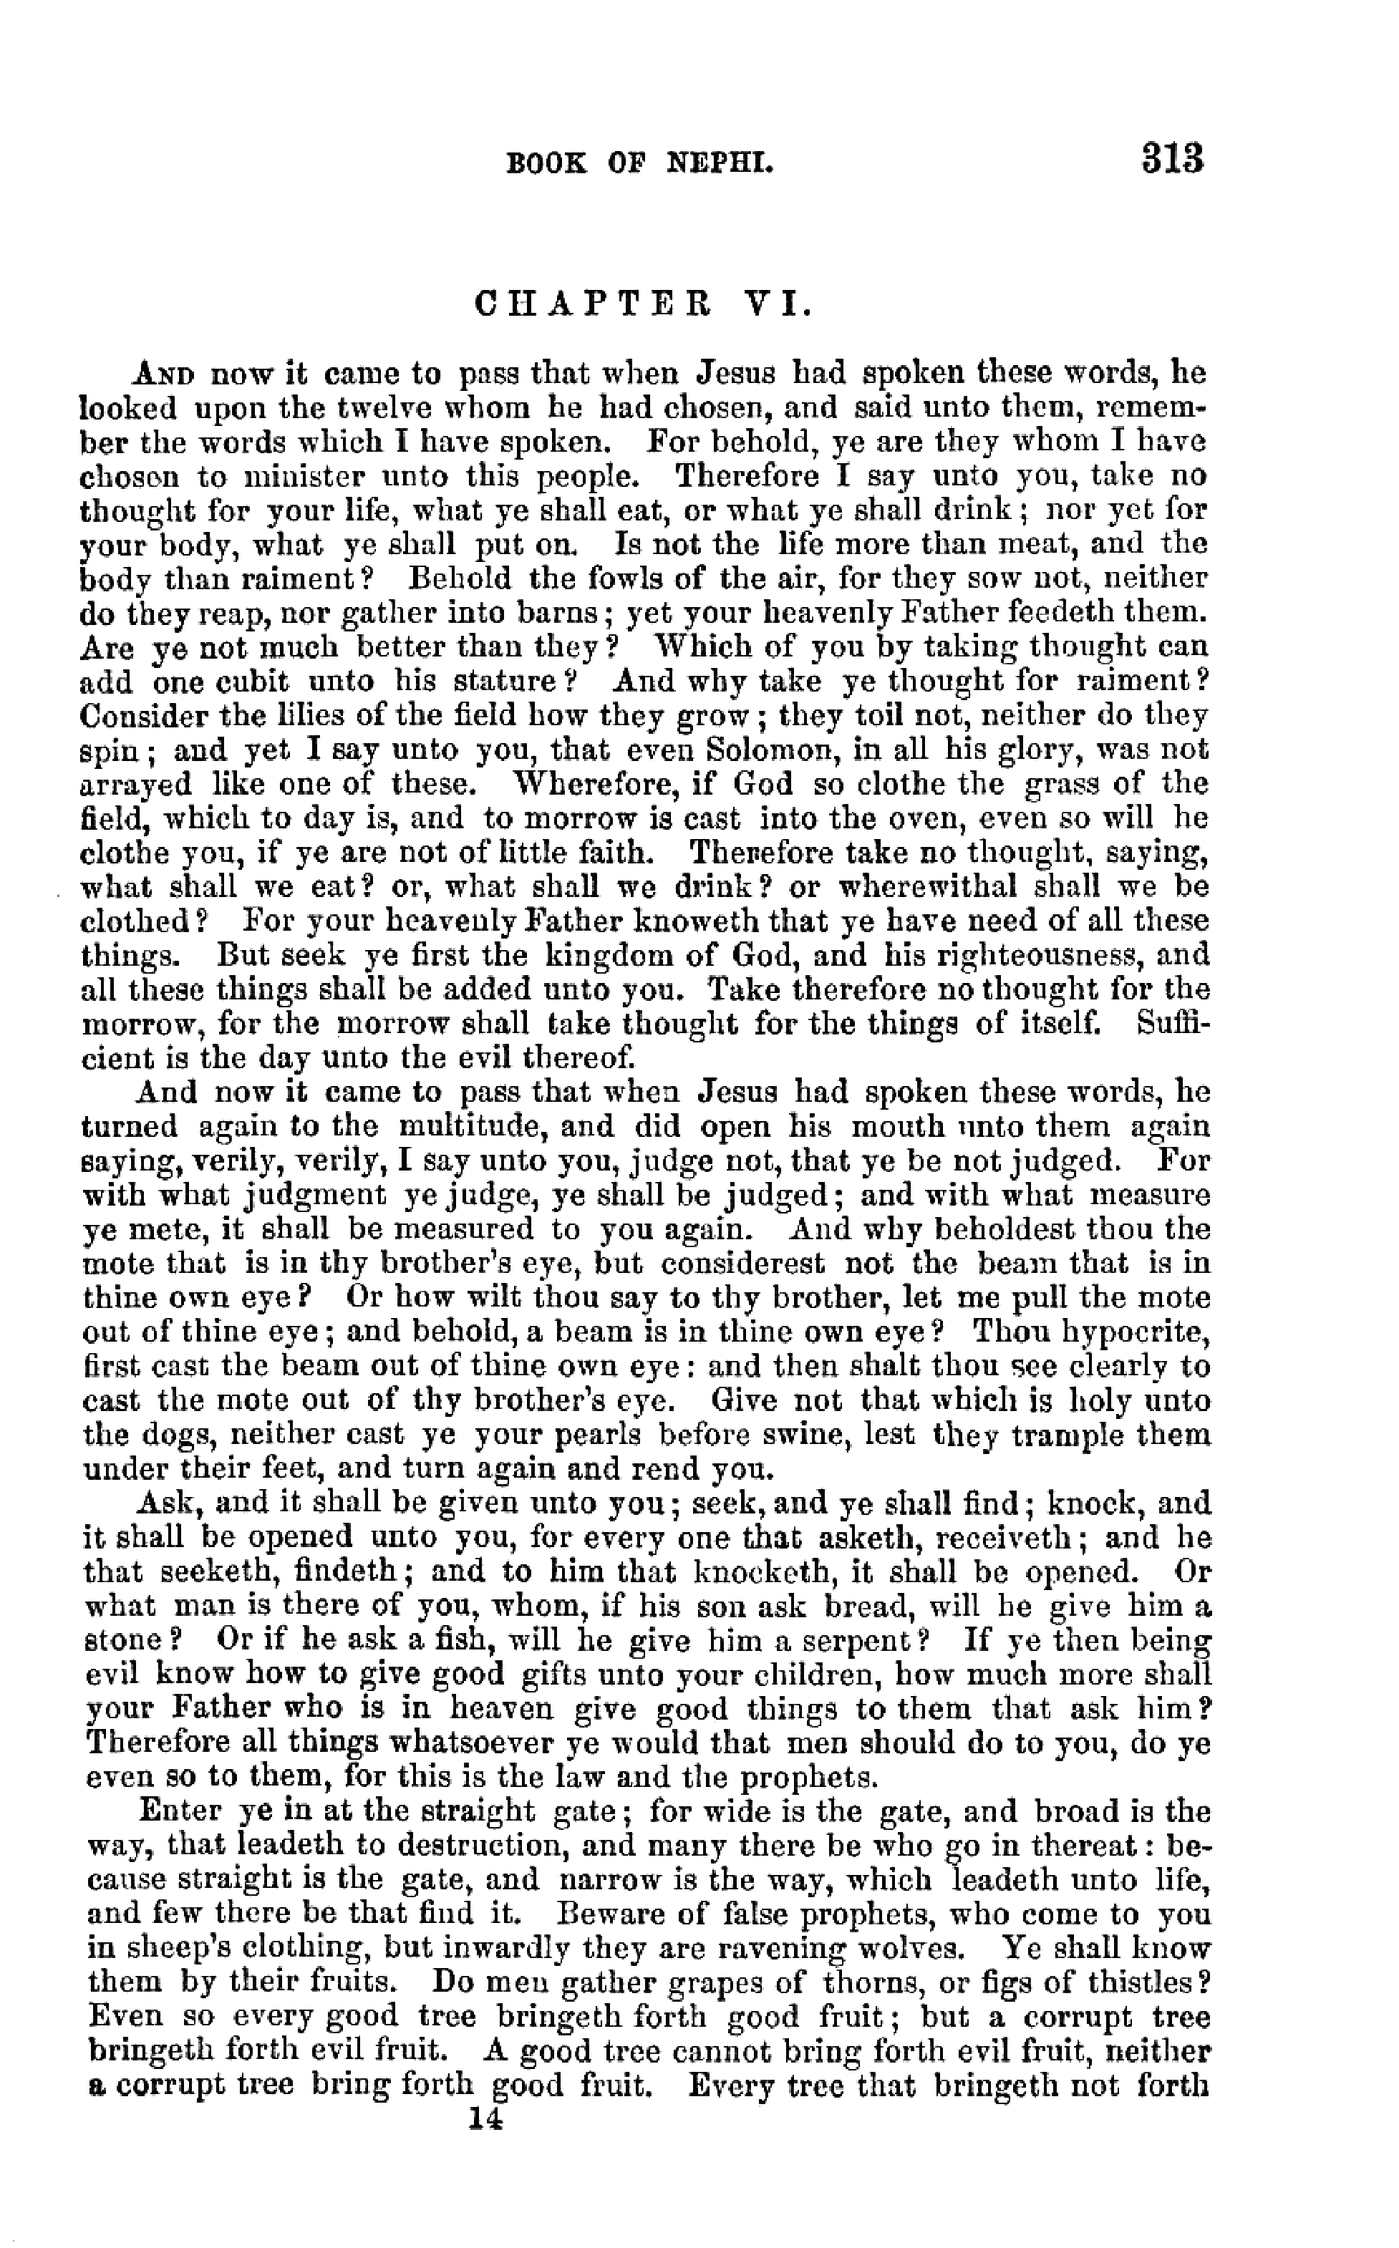 BOOK OF NEPHI. 313
CHAPTER VI.
AND now it came to pass that when Jesus had spoken these words, he
looked upon the twelve whom he had chosen, and said unto them, remem-
ber the words which I have spoken. For behold, ye are they whom I have
chosen to minister unto this people. Therefore I say unto you, take no
thought for your life, what ye shall eat, or what ye shall drink; nor yet for
your body, what ye shall put on. Is not the life more than meat, and the
body than raiment? Behold the fowls of the air, for they sow not, neither
do they reap, nor gather into barns; yet your heavenly Father feedeth them.
Are ye not much better than they? Which of you by taking thought can
add one cubit unto his stature? And why take ye thought for raiment?
Consider the lilies of the field how they grow; they toil not, neither do they
spin; and yet I say unto you, that even Solomon, in all his glory, was not
arrayed like one of these. Wherefore, if God so clothe the grass of the
field, which to day is, and to morrow is cast into the oven, even so will he
clothe you, if ye are not of little faith. Therefore take no thought, saying,
what shall we eat? or, what shall we drink? or wherewithal shall we be
clothed? For your heavenly Father knoweth that ye have need of all these
things. But seek ye first the kingdom of God, and his righteousness, and
all these things shall be added unto you. Take therefore no thought for the
morrow, for the morrow shall take thought for the things of itself. Suffi-
cient is the day unto the evil thereof.
And now it came to pass that when Jesus had spoken these words, he
turned again to the multitude, and did open his mouth unto them again
saying, verily, verily, I say unto you, judge not, that ye be not judged. For
with what judgment ye judge, ye shall be judged; and with what measure
ye mete, it shall be measured to you again. And why beholdest thou the
mote that is in thy brother's eye, but considerest not the beam that is in
thine own eye? Or how wilt thou say to thy brother, let me pull the mote
out of thine eye; and behold, a beam is in thine own eye? Thou hypocrite,
first cast the beam out of thine own eye: and then shalt thou see clearly to
cast the mote out of thy brother's eye. Give not that which is holy unto
the dogs, neither cast ye your pearls before swine, lest they trample them
under their feet, and turn again and rend you.
Ask, and it shall be given unto you; seek, and ye shall find; knock, and
it shall be opened unto you, for every one that asketh, receiveth; and he
that seeketh, findeth; and to him that knocketh, it shall be opened. Or
what man is there of you, whom, if his son ask bread, will he give him a
stone? Or if he ask a fish, will he give him a serpent? If ye then being
evil know how to give good gifts unto your children, how much more shall
your Father who is in heaven give good things to them that ask him?
Therefore all things whatsoever ye would that men should do to you, do ye
even so to them, for this is the law and the prophets.
Enter ye in at the straight gate; for wide is the gate, and broad is the
way, that leadeth to destruction, and many there be who go in thereat: be-
cause straight is the gate, and narrow is the way, which leadeth unto life,
and few there be that find it. Beware of false prophets, who come to you
in sheep's clothing, but inwardly they are ravening wolves. Ye shall know
them by their fruits. Do men gather grapes of thorns, or figs of thistles?
Even so every good tree bringeth forth good fruit; but a corrupt tree
bringeth forth evil fruit. A good tree cannot bring forth evil fruit, neither
a corrupt tree bring forth good fruit. Every tree that bringeth not forth
14